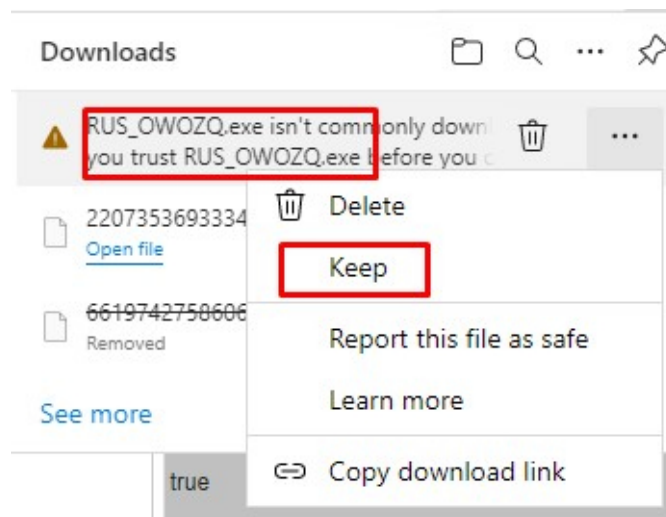 Downloads
RUS_OWOZQ.exe isn't commonly down
you trust RUS_OWOZQ.exe before you
2207353693334
Open file
6619742758606
Removed
See more
Delete
Keep
Report this file as safe
Learn more
Copy download link
true